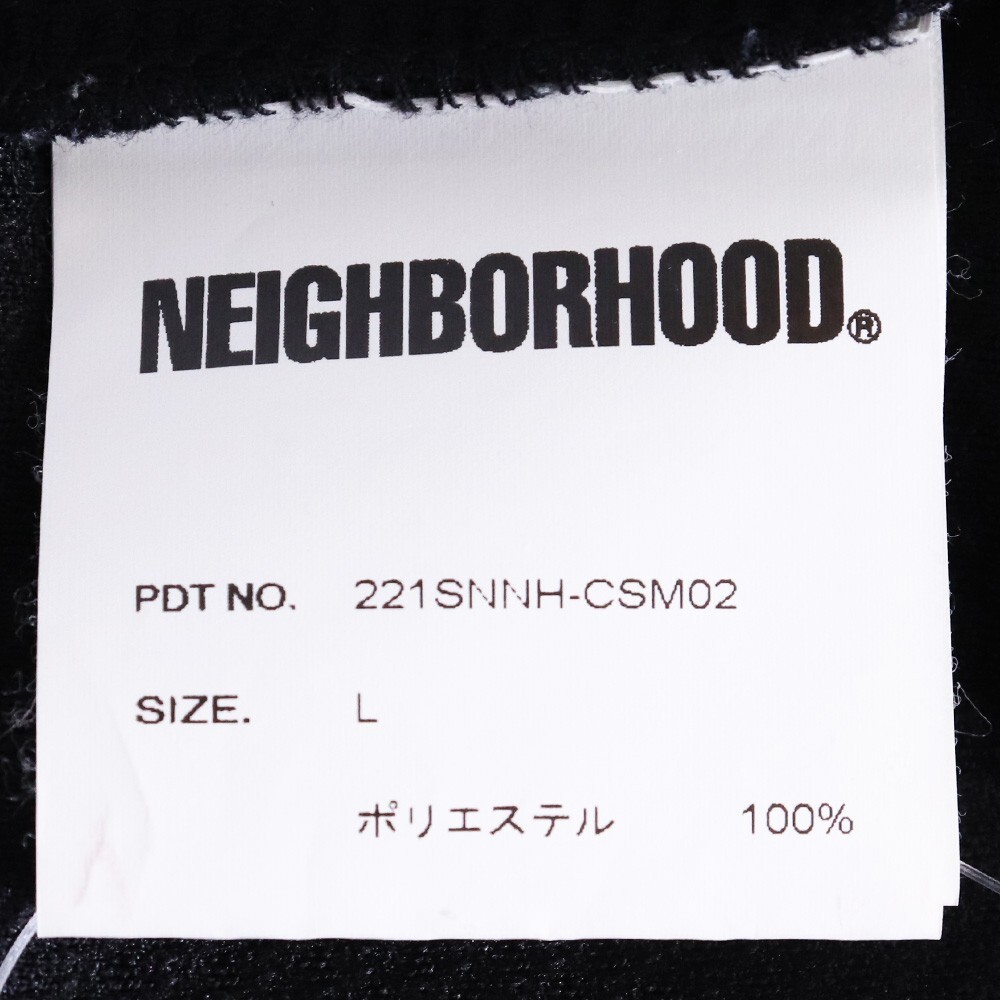 NEIGHBORHOOD®
PDT NO. 221SNNH-CSM02
SIZE. L
ポリエステル 100%